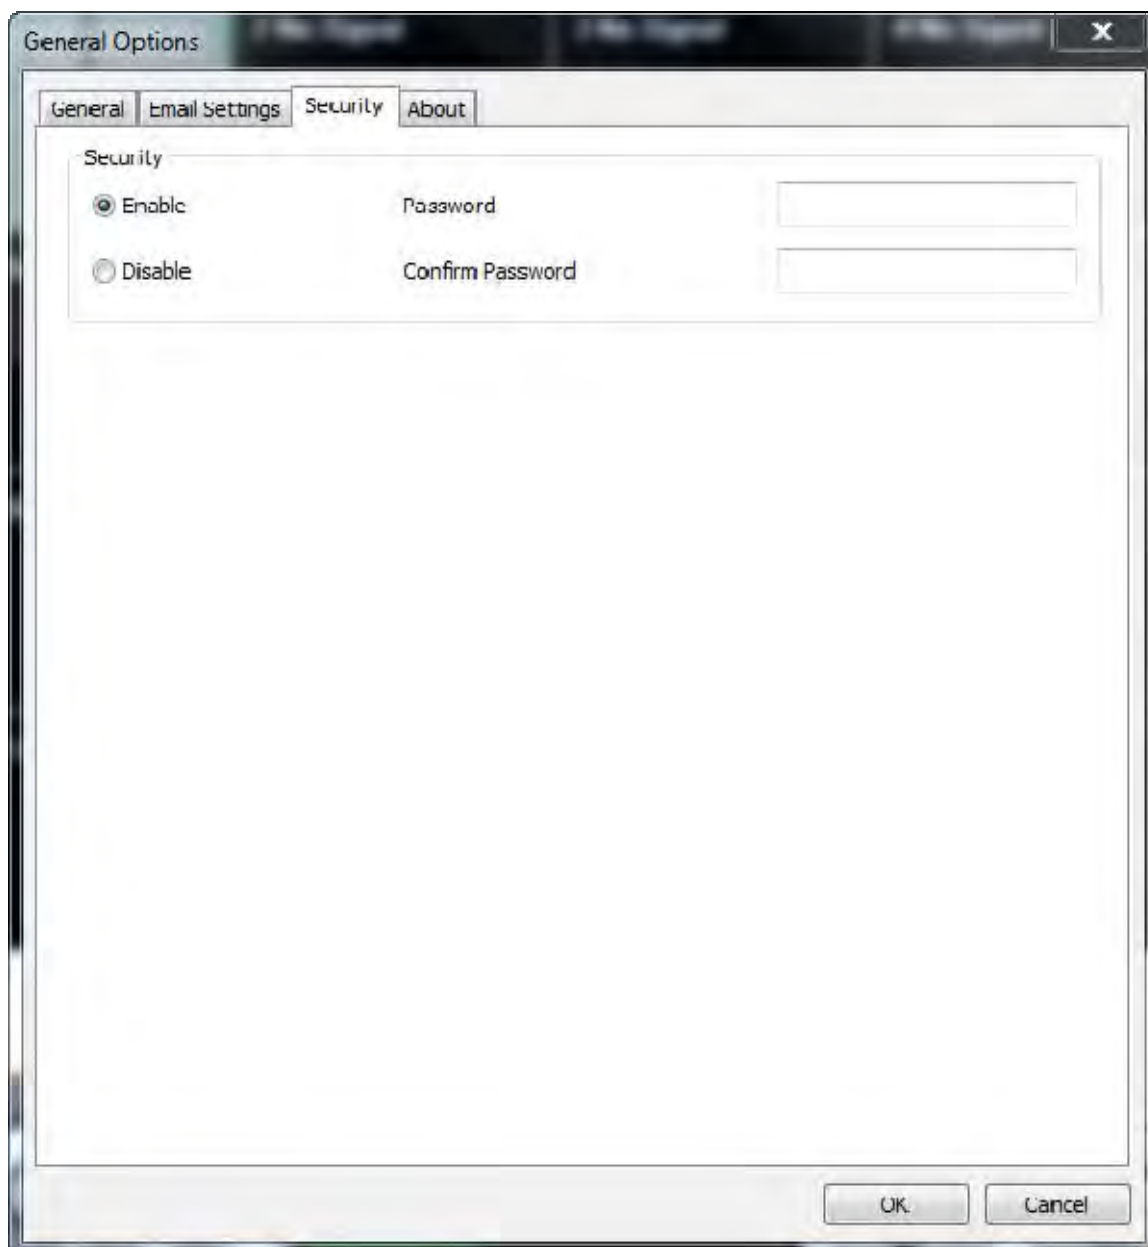 General Options
General Email Settings Security About
Security
Enable Password
Disable Confirm Password
OK Cancel